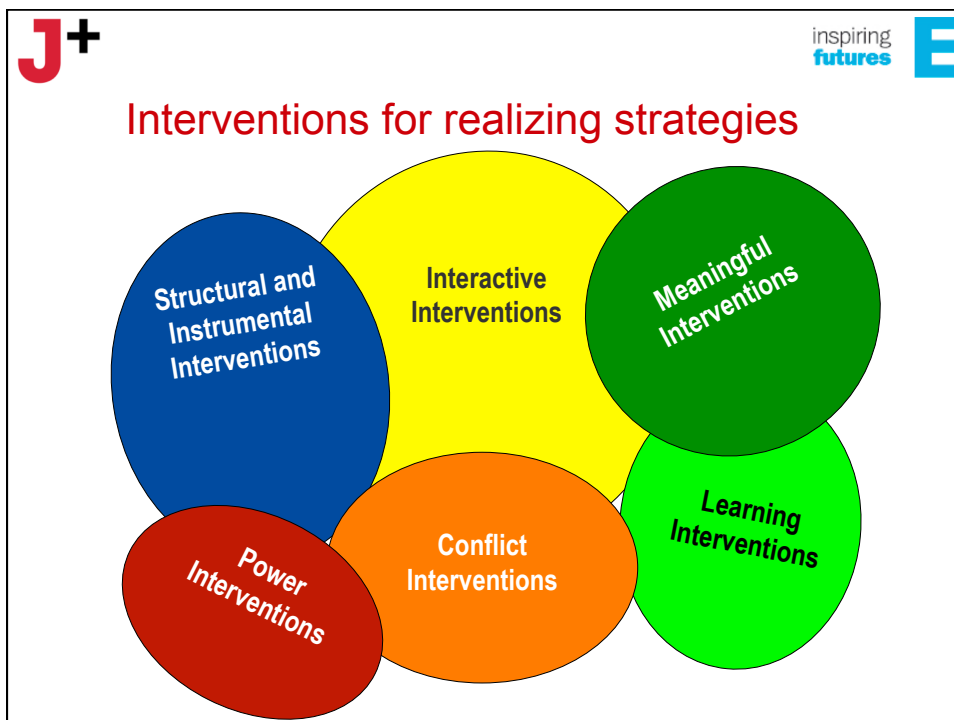 J+
inspiring
futures
E
Interventions for realizing strategies
Structural and
Instrumental
Interventions
Interactive
Interventions
Meaningful
Interventions
Power
Interventions
Conflict
Interventions
Learning
Interventions